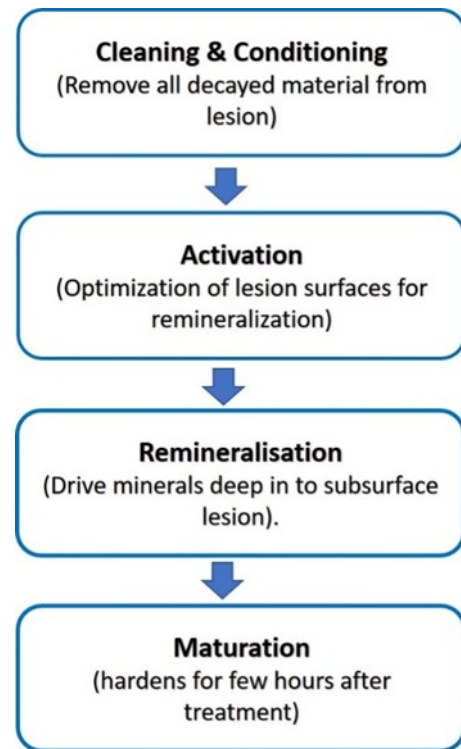 Cleaning & Conditioning
(Remove all decayed material from
lesion)
Activation
(Optimization of lesion surfaces for
remineralization)
Remineralisation
(Drive minerals deep in to subsurface
lesion).
Maturation
(hardens for few hours after
treatment)